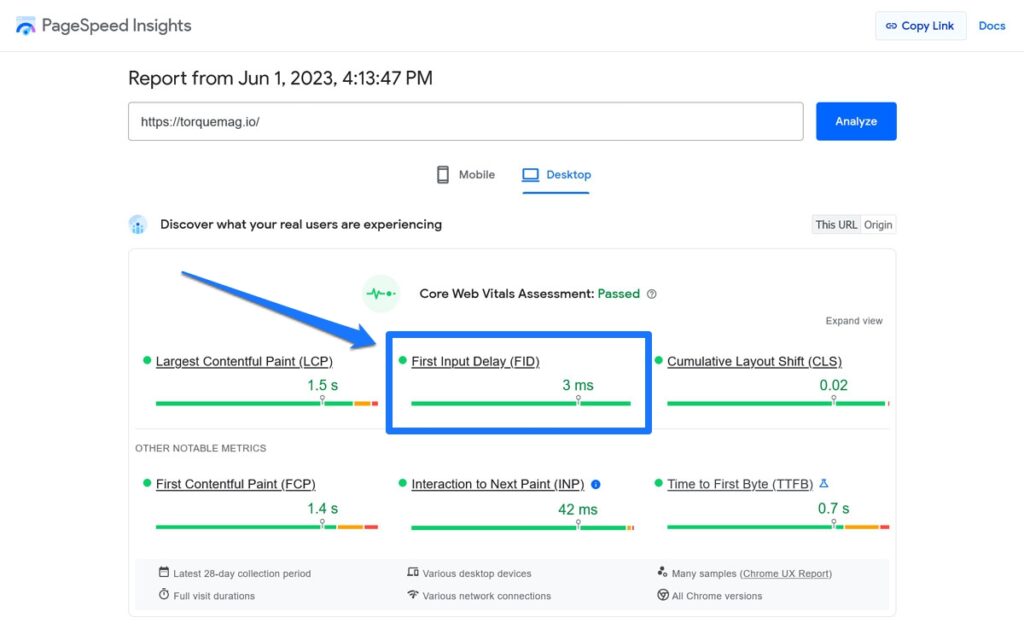 PageSpeed Insights
Copy Link Docs
Report from Jun 1, 2023, 4:13:47 PM
https://torquemag.io/
Analyze
Mobile Desktop
Discover what your real users are experiencing
This URL Origin
Core Web Vitals Assessment: Passed
Expand view
Largest Contentful Paint (LCP)
1.5 s
First Input Delay (FID)
3 ms
Cumulative Layout Shift (CLS)
0.02
OTHER NOTABLE METRICS
First Contentful Paint (FCP)
1.4 s
Interaction to Next Paint (INP)
42 ms
Time to First Byte (TTFB)
0.7 s
Latest 28-day collection period
Various desktop devices
Many samples (Chrome UX Report)
Full visit durations
Various network connections
All Chrome versions